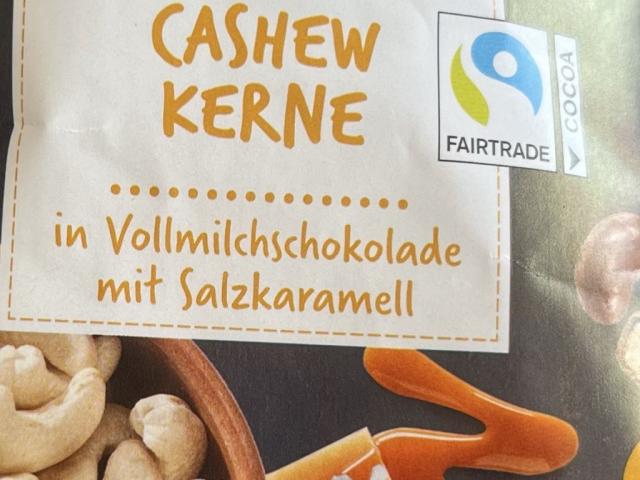 CASHEW
KERNE
in Vollmilchschokolade
mit Salzkaramell
FAIRTRADE
COCOA